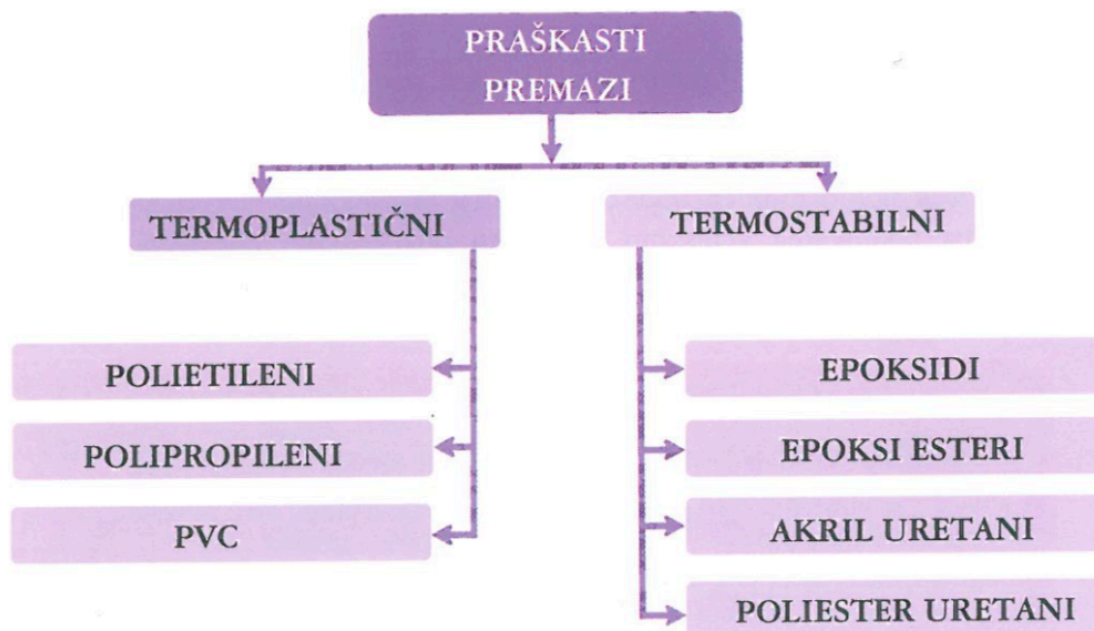 PRAŠKASTI
PREMAZI
TERMOPLASTIČNI
TERMOSTABILNI
POLIETILENI
POLIPROPILENI
PVC
EPOKSIDI
EPOKSI ESTERI
AKRIL URETANI
POLIESTER URETANI